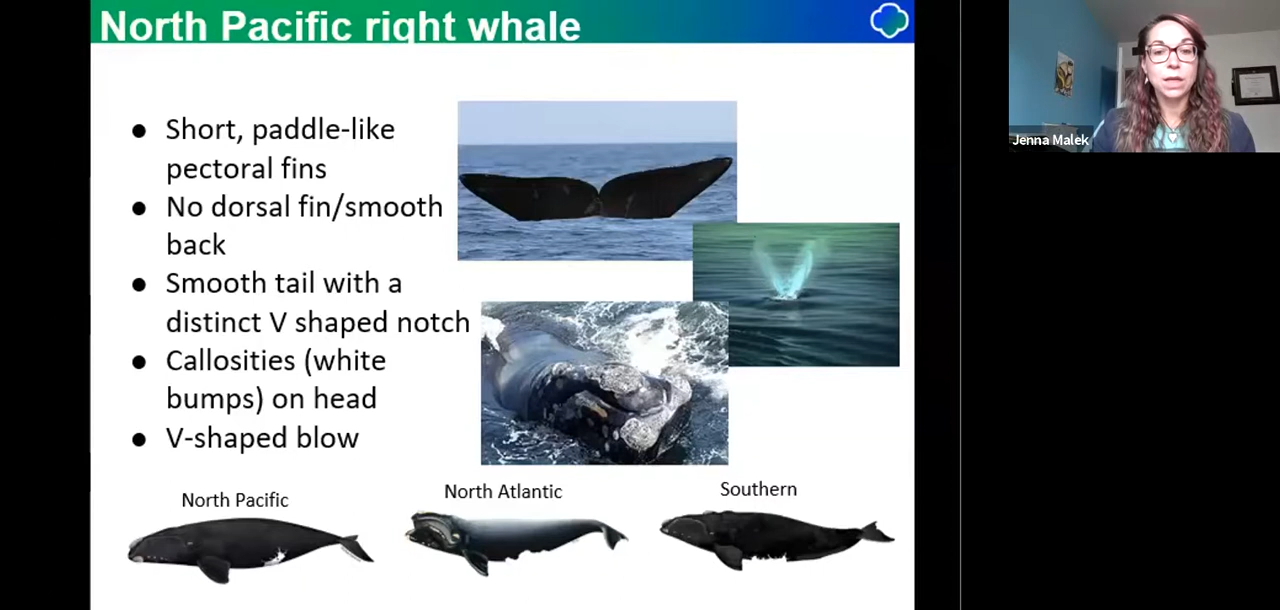 North Pacific right whale
● Short, paddle-like
pectoral fins
● No dorsal fin/smooth
back
● Smooth tail with a
distinct V shaped notch
● Callosities (white
bumps) on head
● V-shaped blow
North Pacific
North Atlantic
Southern
Jenna Malek